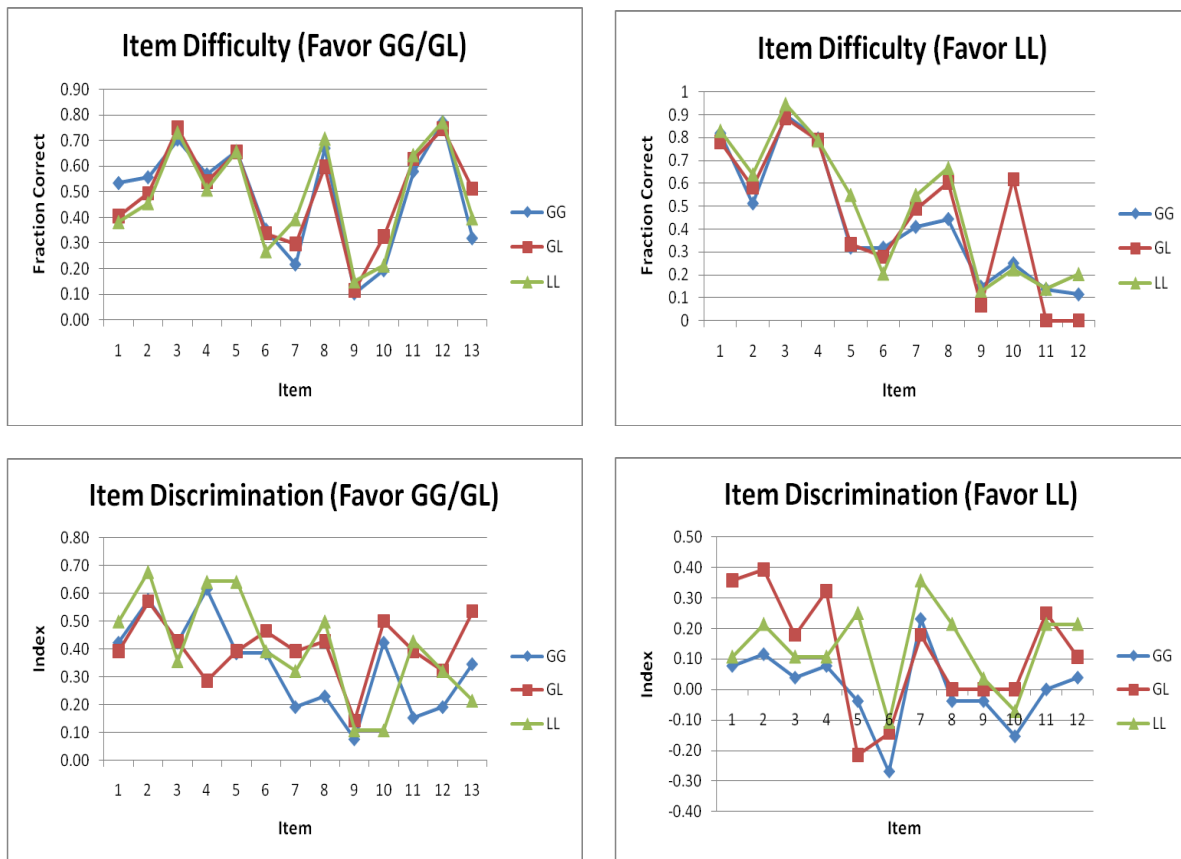 Item Difficulty (Favor GG/GL)
0.90
0.80
0.70
0.60
0.50
0.40
0.30
0.20
0.10
0.00
Fraction Correct
1 2 3 4 5 6 7 8 9 10 11 12 13
Item
GG
GL
LL
Item Difficulty (Favor LL)
1
0.9
0.8
0.7
0.6
0.5
0.4
0.3
0.2
0.1
0
Fraction Correct
1 2 3 4 5 6 7 8 9 10 11 12
Item
GG
GL
LL
Item Discrimination (Favor GG/GL)
0.80
0.70
0.60
0.50
0.40
0.30
0.20
0.10
0.00
Index
1 2 3 4 5 6 7 8 9 10 11 12 13
Item
GG
GL
LL
Item Discrimination (Favor LL)
0.50
0.40
0.30
0.20
0.10
0.00
-0.10
-0.20
-0.30
-0.40
Index
1 2 3 4 5 6 7 8 9 10 11 12
Item
GG
GL
LL